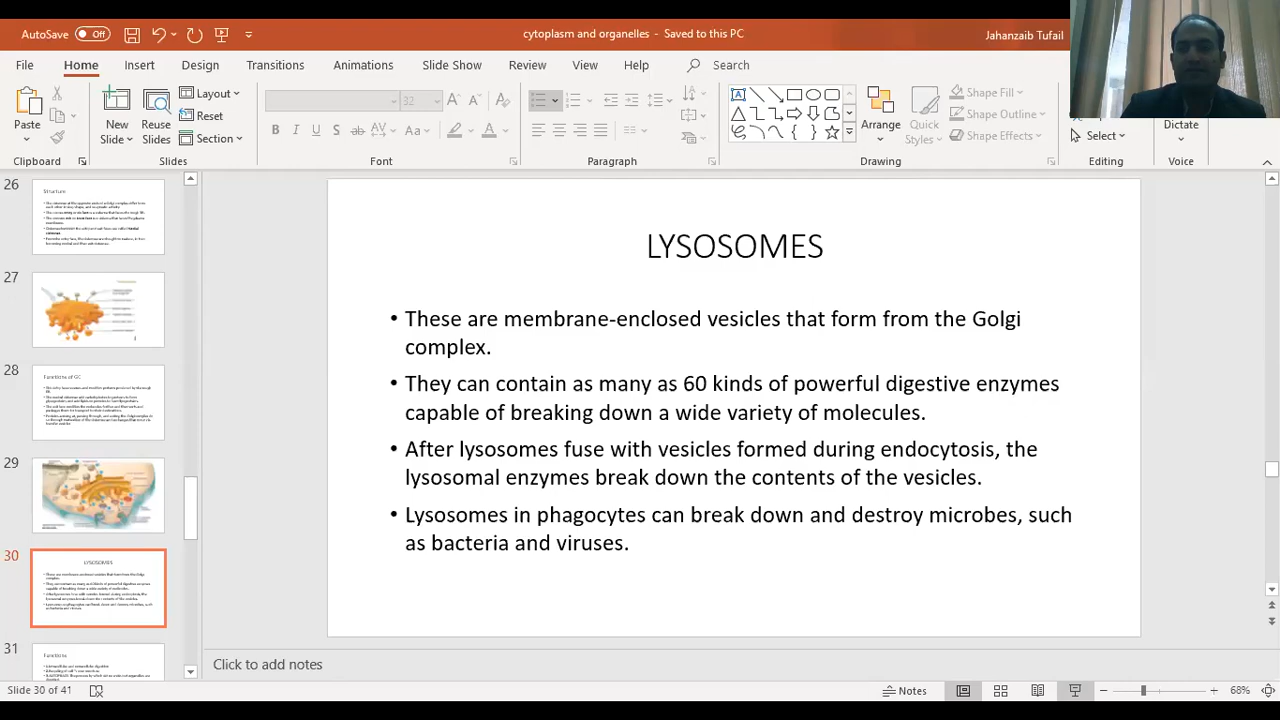 AutoSave Off
cytoplasm and organelles - Saved to this PC
Jahanzaib Tufail
File Home Insert Design Transitions Animations Slide Show Review View Help Search
Paste
New
Slide
Reuse
Slides
Layout
Reset
Section
32
B I U S ab AV Aa A
Arrange
Quick
Styles
Shape Fill
Shape Outline
Shape Effects
Select
Dictate
Clipboard Slides Font Paragraph Drawing Editing Voice
26
Structure
27
28
Functions of GC
29
30
LYSOSOMES
31
Functions
LYSOSOMES
• These are membrane-enclosed vesicles that form from the Golgi
complex.
• They can contain as many as 60 kinds of powerful digestive enzymes
capable of breaking down a wide variety of molecules.
• After lysosomes fuse with vesicles formed during endocytosis, the
lysosomal enzymes break down the contents of the vesicles.
• Lysosomes in phagocytes can break down and destroy microbes, such
as bacteria and viruses.
Click to add notes
Slide 30 of 41
Notes
68%